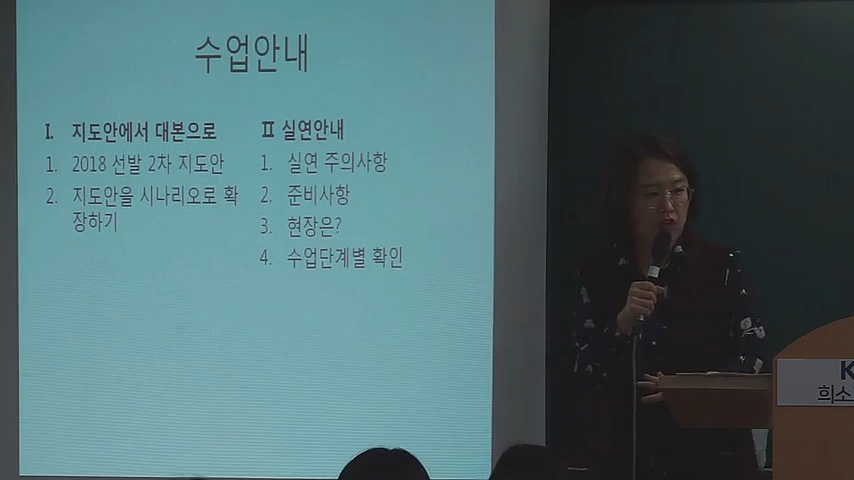 수업안내
I. 지도안에서 대본으로
1. 2018 선발 2차 지도안
2. 지도안을 시나리오로 확
장하기
Ⅱ 실연안내
1. 실연 주의사항
2. 준비사항
3. 현장은?
4. 수업단계별 확인
K
희소